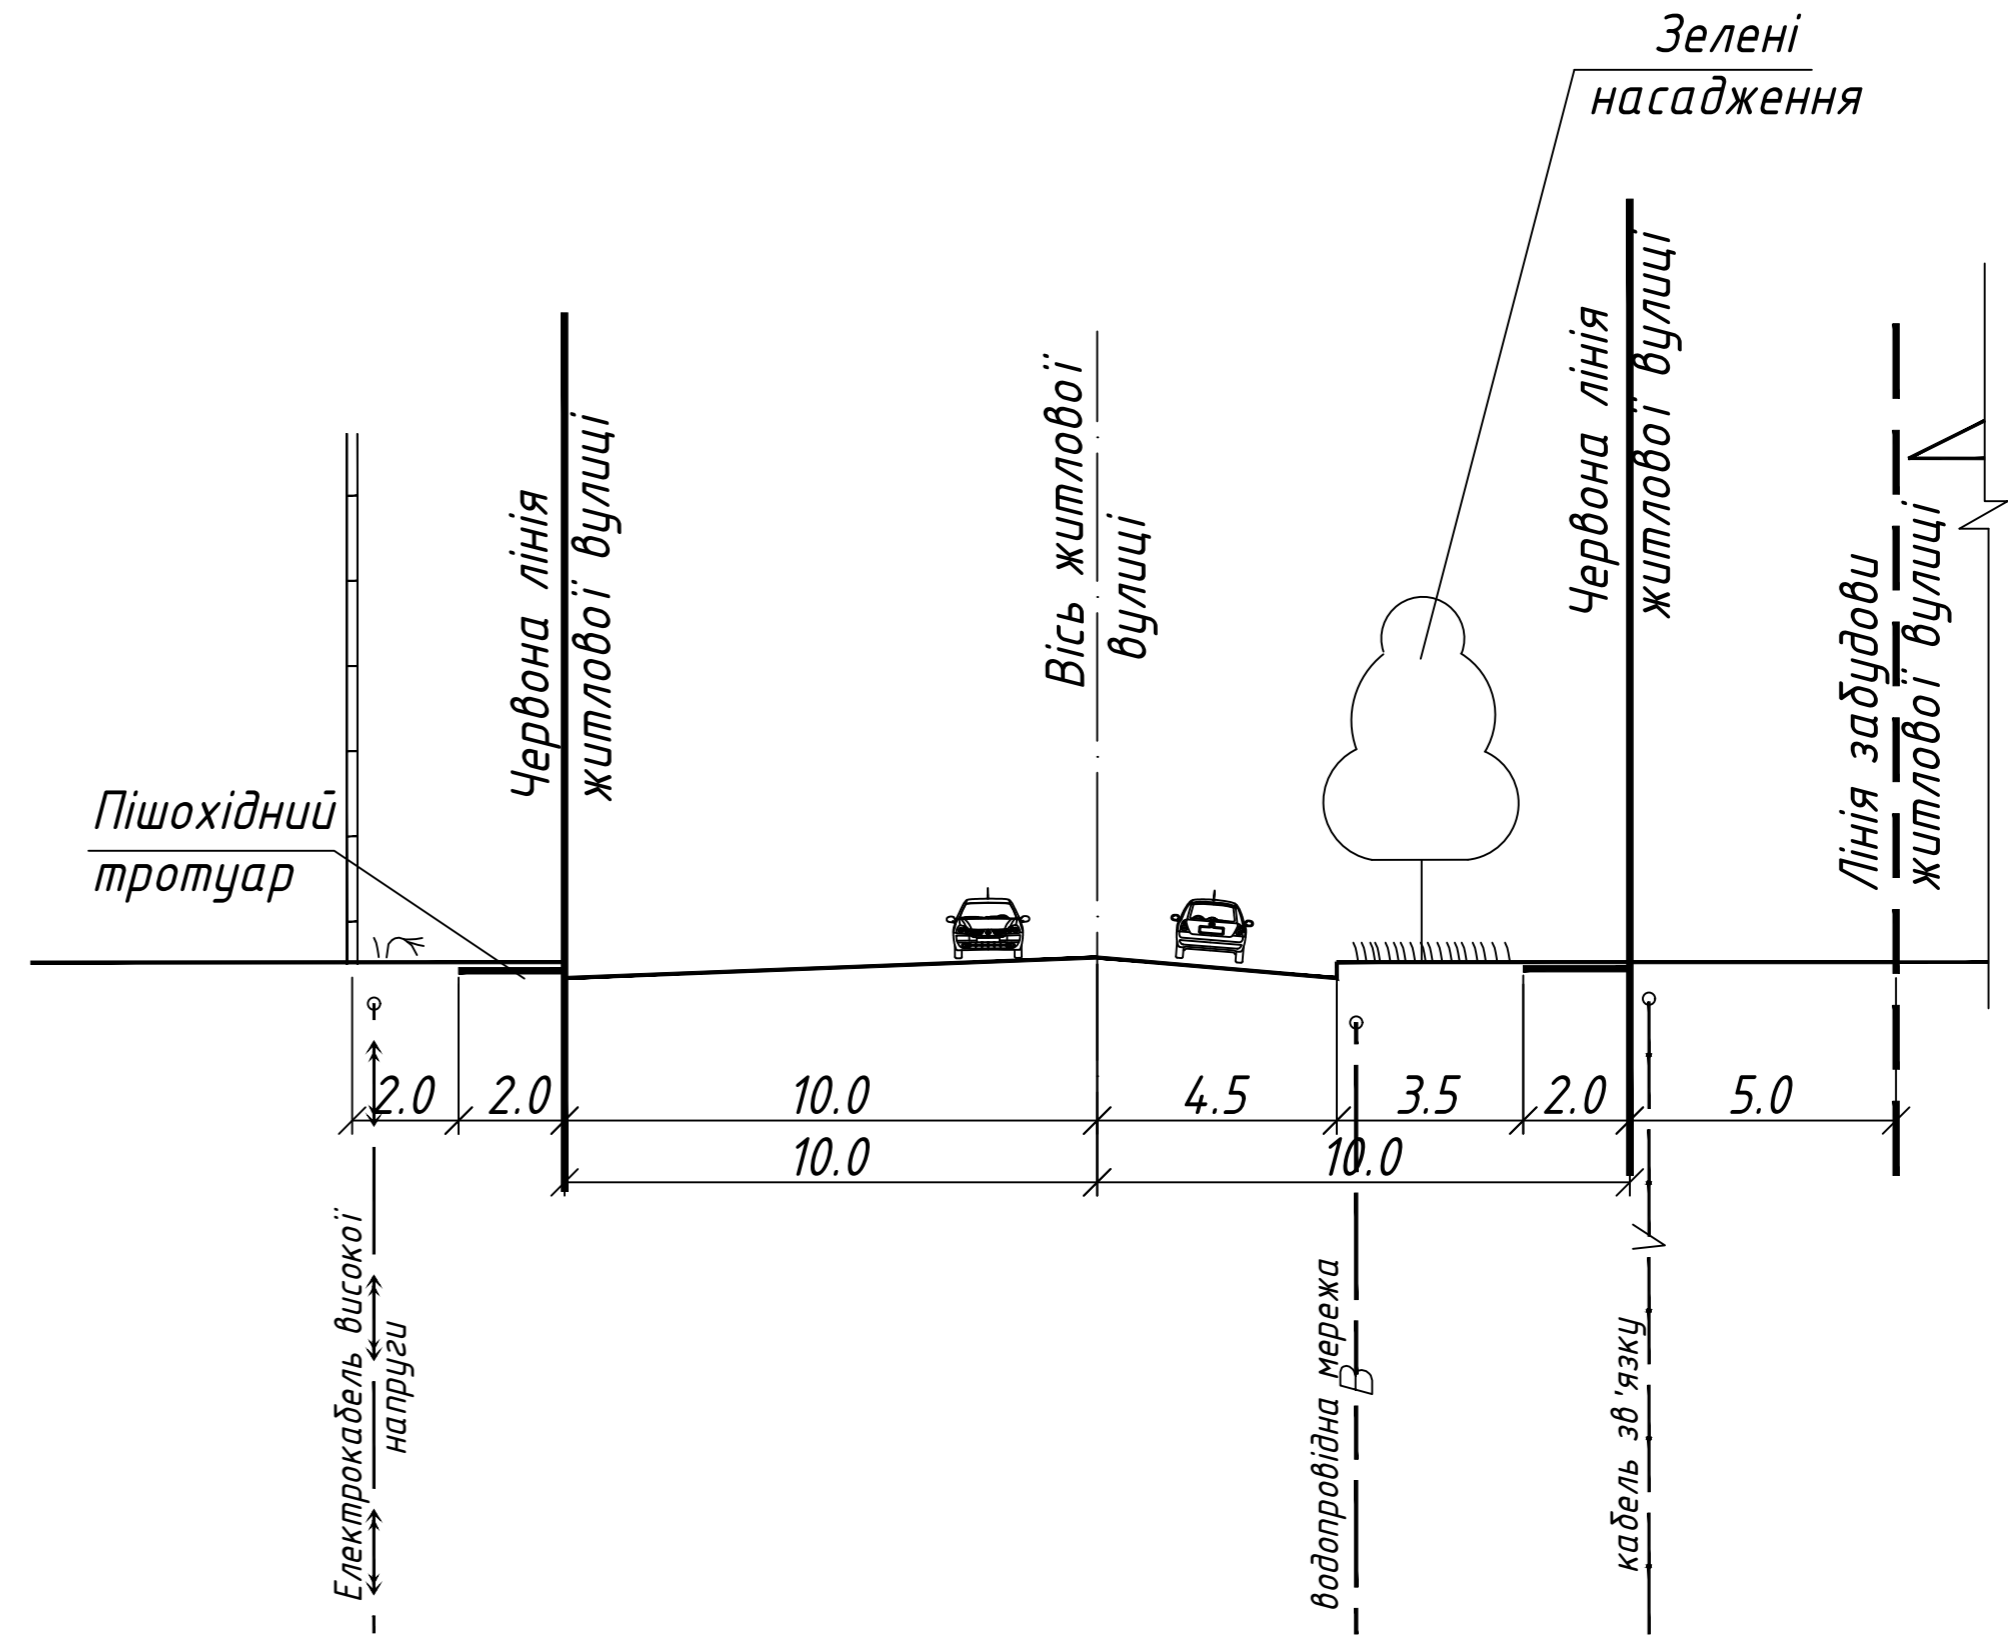 Зелені
насадження
Червона лінія
житлової вулиці
Вісь житлової
вулиці
Червона лінія
житлової вулиці
Лінія забудови
житлової вулиці
Пішохідний
тротуар
2.0 2.0 10.0 4.5 3.5 2.0 5.0
10.0 10.0
Електрокабель високої
напруги
водопровідна мережа
В
кабель зв'язку
V